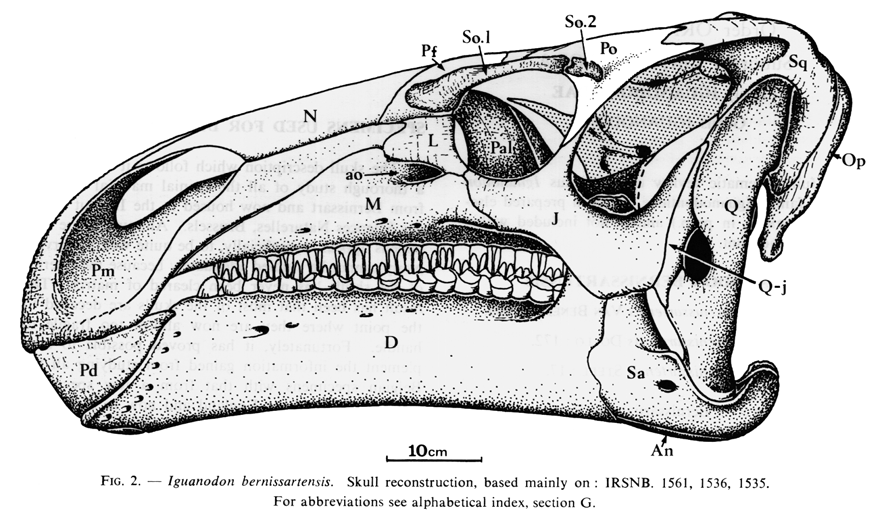 So.2
So.1
Pf
Po
Sq
N
L
Pal
ao
Op
M
Q
J
Pm
Q-j
D
Pd
Sa
An
10cm
FIG. 2. — Iguanodon bernissartensis. Skull reconstruction, based mainly on : IRSNB. 1561, 1536, 1535.
For abbreviations see alphabetical index, section G.